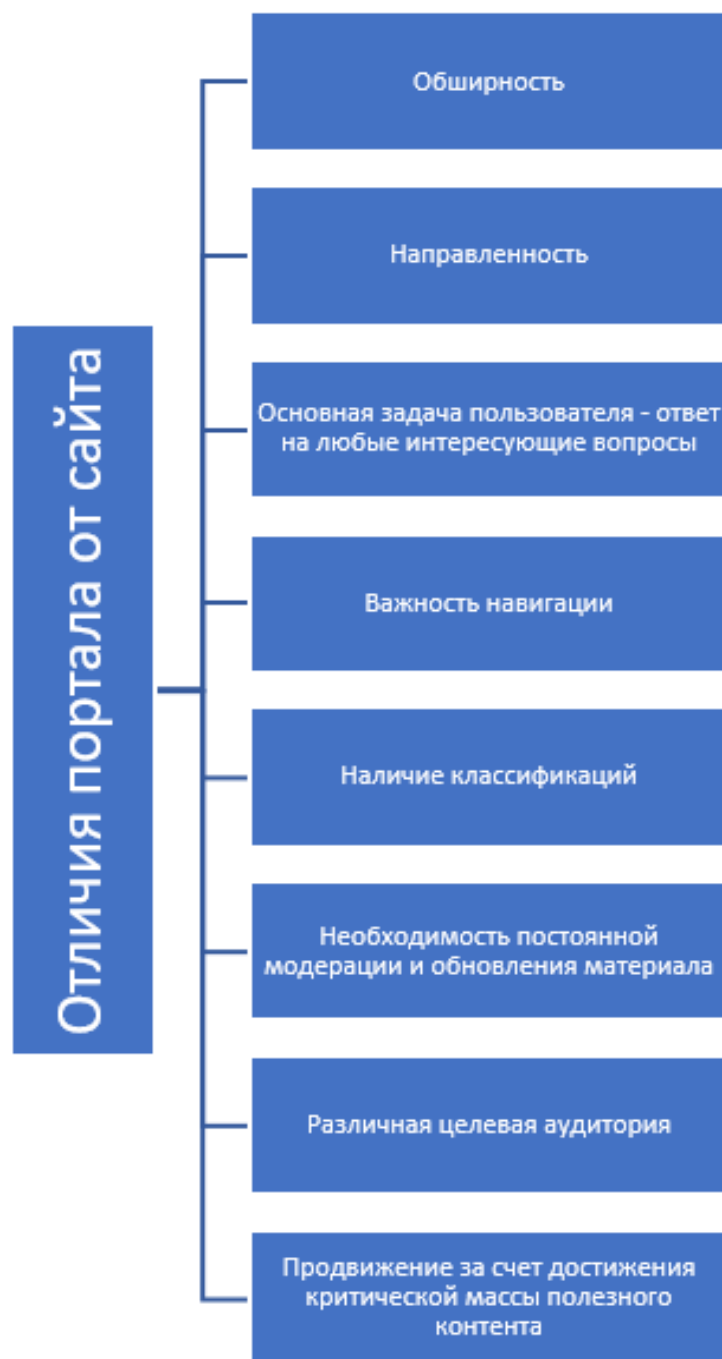 Отличия портала от сайта
Обширность
Направленность
Основная задача пользователя - ответ
на любые интересующие вопросы
Важность навигации
Наличие классификаций
Необходимость постоянной
модерации и обновления материала
Различная целевая аудитория
Продвижение за счет достижения
критической массы полезного
контента